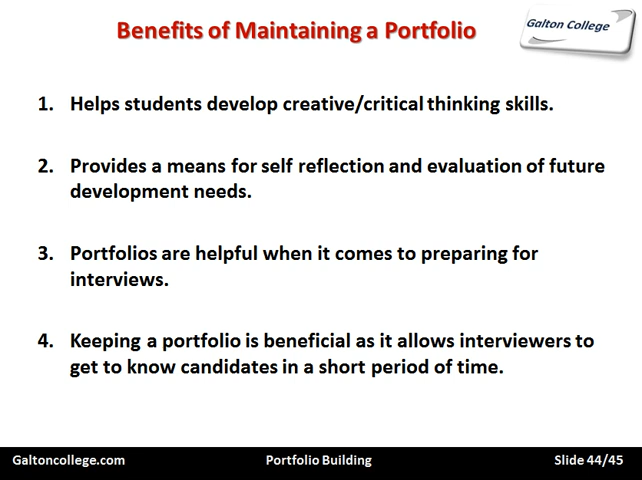 Benefits of Maintaining a Portfolio
Galton College
1. Helps students develop creative/critical thinking skills.
2. Provides a means for self reflection and evaluation of future
development needs.
3. Portfolios are helpful when it comes to preparing for
interviews.
4. Keeping a portfolio is beneficial as it allows interviewers to
get to know candidates in a short period of time.
Galtoncollege.com Portfolio Building Slide 44/45